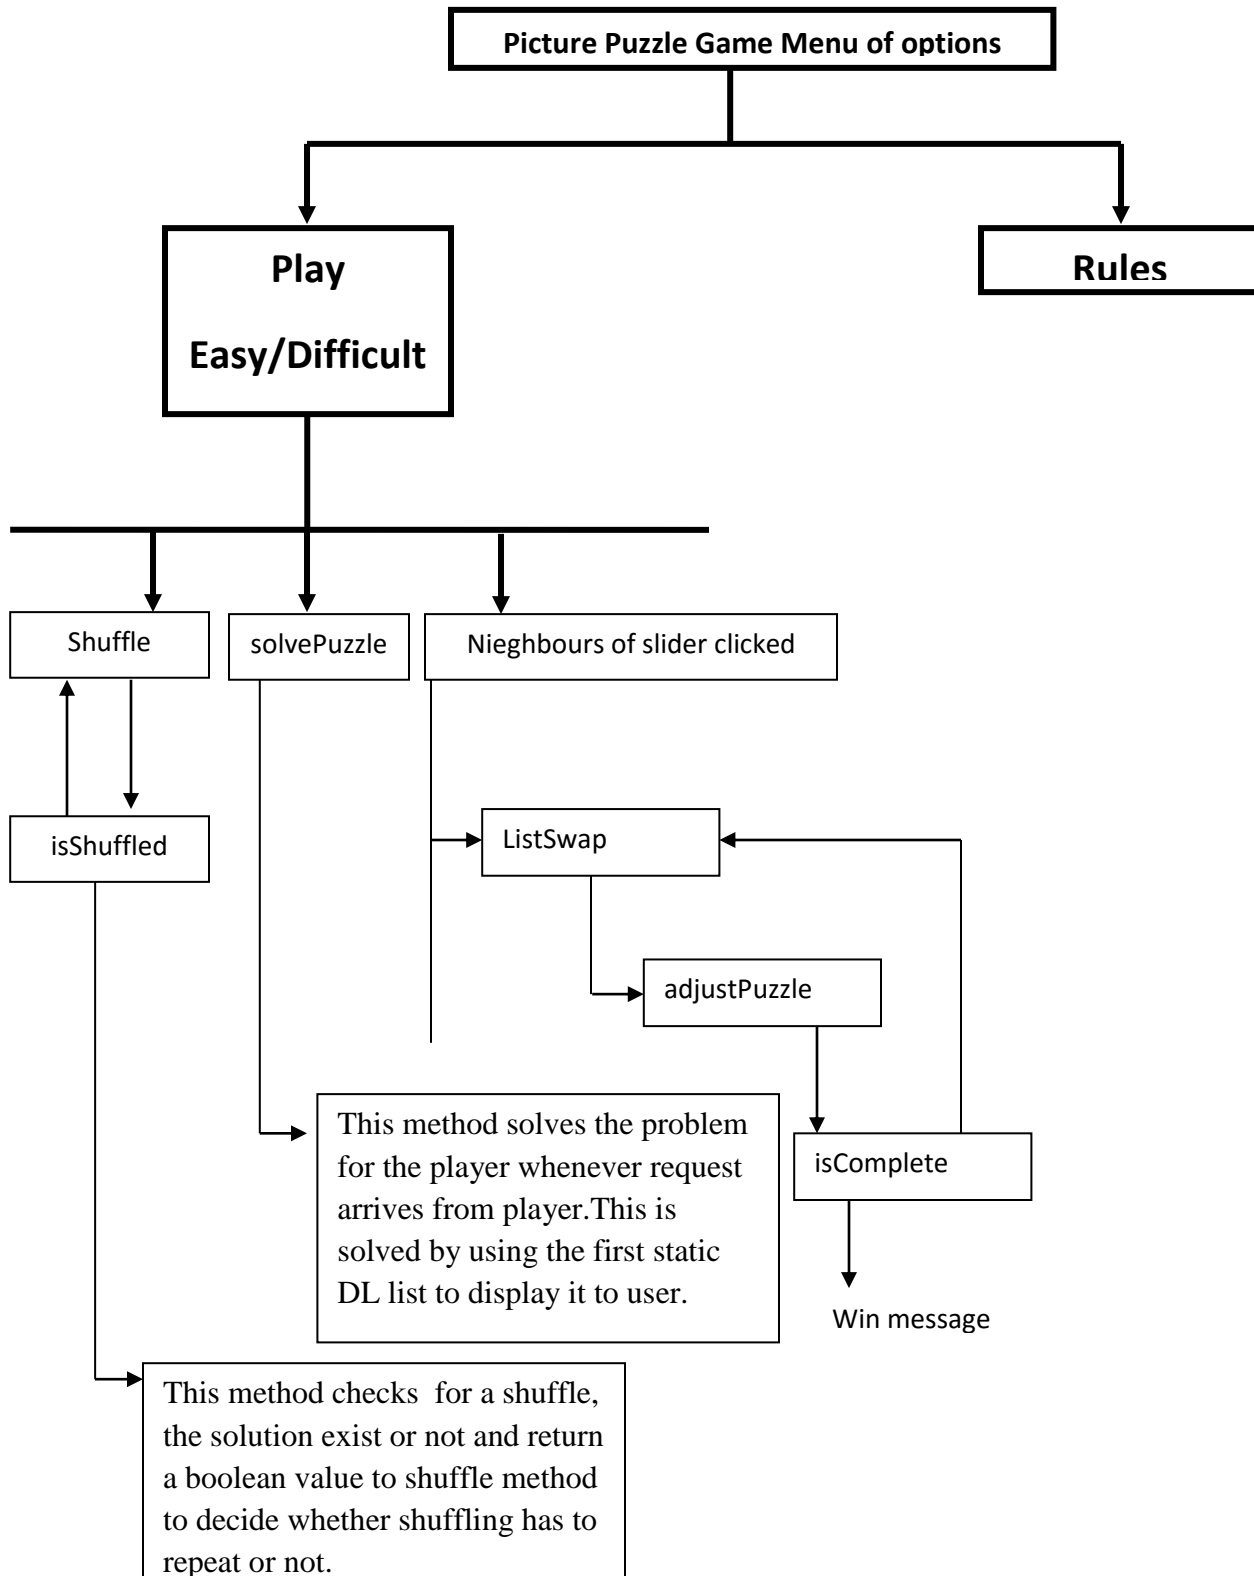 Picture Puzzle Game Menu of options
Play
Easy/Difficult
Rules
Shuffle
solvePuzzle
Nieghbours of slider clicked
isShuffled
ListSwap
adjustPuzzle
isComplete
Win message
This method solves the problem
for the player whenever request
arrives from player.This is
solved by using the first static
DL list to display it to user.
This method checks  for a shuffle,
the solution exist or not and return
a boolean value to shuffle method
to decide whether shuffling has to
repeat or not.